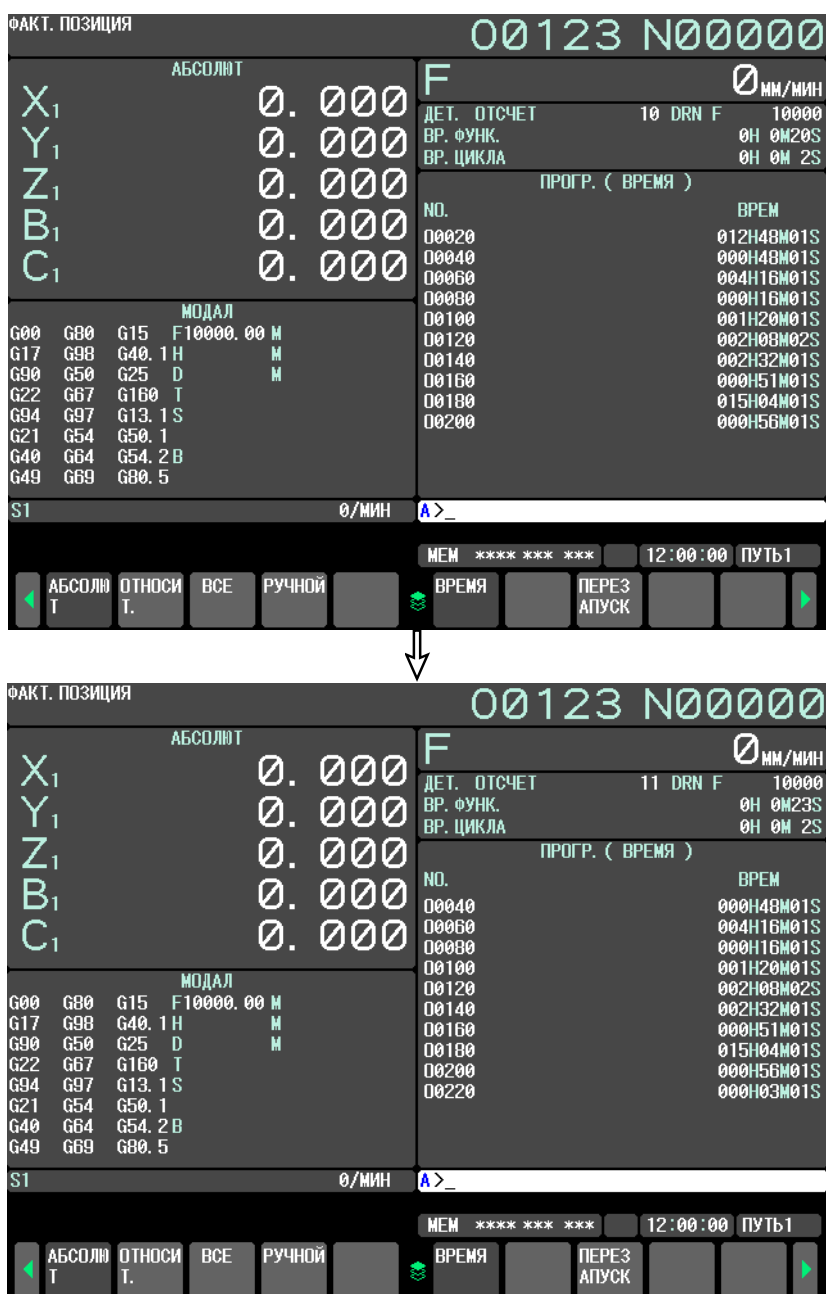 ФАКТ. ПОЗИЦИЯ
O0123 N00000
АБСОЛЮТ
X1 0. 000
Y1 0. 000
Z1 0. 000
B1 0. 000
C1 0. 000
МОДАЛ
G00 G80 G15 F10000. 00 M
G17 G98 G40. 1 H M
G90 G50 G25 D M
G22 G67 G160 T
G94 G97 G13. 1 S
G21 G54 G50. 1
G40 G64 G54. 2 B
G49 G69 G80. 5
S1 0/МИН
F 0 ММ/МИН
ДЕТ. ОТСЧЕТ 10 DRN F 10000
ВР. ФУНК. 0H 0M20S
ВР. ЦИКЛА 0H 0M 2S
ПРОГР. ( ВРЕМЯ )
NO. ВРЕМ
O0020 012H48M01S
O0040 000H48M01S
O0060 004H16M01S
O0080 000H16M01S
O0100 001H20M01S
O0120 002H08M02S
O0140 002H32M01S
O0160 000H51M01S
O0180 015H04M01S
O0200 000H56M01S
A >_
MEM **** *** *** 12:00:00 ПУТЬ1
АБСОЛЮ
Т
ОТНОСИ
Т.
ВСЕ
РУЧНОЙ
ВРЕМЯ
ПЕРЕЗ
АПУСК
ФАКТ. ПОЗИЦИЯ
O0123 N00000
АБСОЛЮТ
X1 0. 000
Y1 0. 000
Z1 0. 000
B1 0. 000
C1 0. 000
МОДАЛ
G00 G80 G15 F10000. 00 M
G17 G98 G40. 1 H M
G90 G50 G25 D M
G22 G67 G160 T
G94 G97 G13. 1 S
G21 G54 G50. 1
G40 G64 G54. 2 B
G49 G69 G80. 5
S1 0/МИН
F 0 ММ/МИН
ДЕТ. ОТСЧЕТ 11 DRN F 10000
ВР. ФУНК. 0H 0M23S
ВР. ЦИКЛА 0H 0M 2S
ПРОГР. ( ВРЕМЯ )
NO. ВРЕМ
O0040 000H48M01S
O0060 004H16M01S
O0080 000H16M01S
O0100 001H20M01S
O0120 002H08M02S
O0140 002H32M01S
O0160 000H51M01S
O0180 015H04M01S
O0200 000H56M01S
O0220 000H03M01S
A >_
MEM **** *** *** 12:00:00 ПУТЬ1
АБСОЛЮ
Т
ОТНОСИ
Т.
ВСЕ
РУЧНОЙ
ВРЕМЯ
ПЕРЕЗ
АПУСК